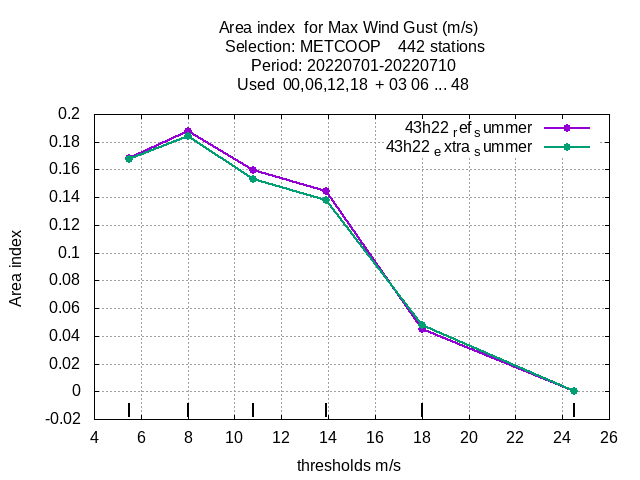 Area index  for Max Wind Gust (m/s)
Selection: METCOOP    442 stations
Period: 20220701-20220710
Used  00,06,12,18  + 03 06 ... 48
43h22 ref summer
43h22 extra summer
0.2
0.18
0.16
0.14
0.12
0.1
0.08
0.06
0.04
0.02
0
-0.02
Area index
4 6 8 10 12 14 16 18 20 22 24 26
thresholds m/s